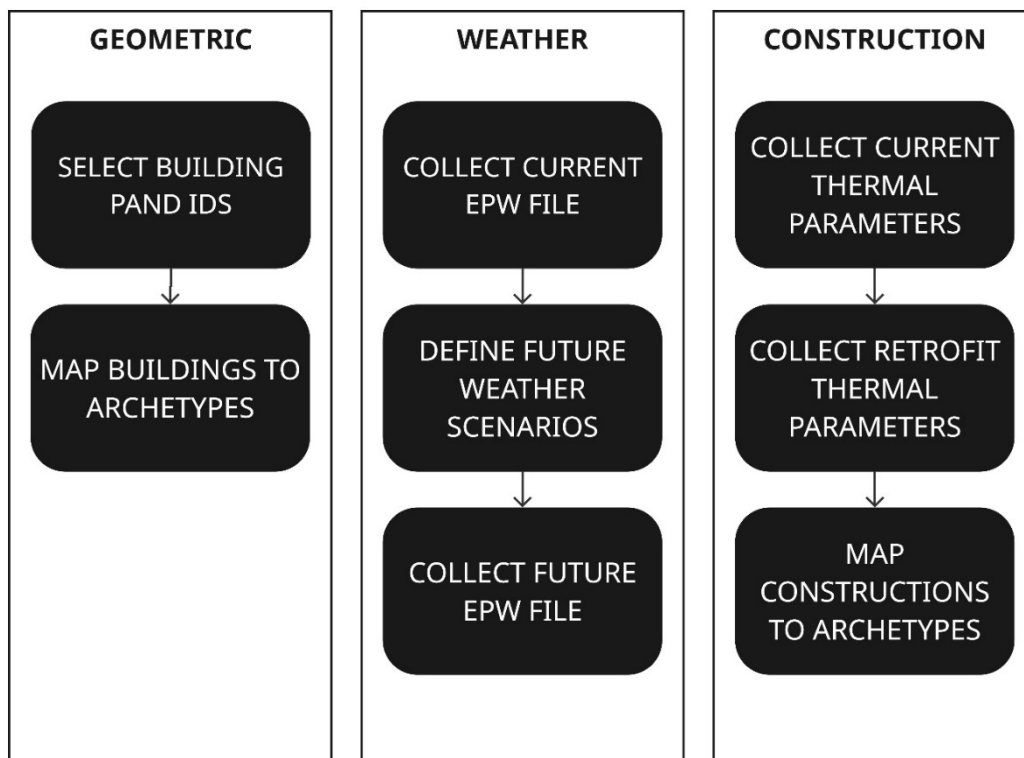 GEOMETRIC
SELECT BUILDING
PAND IDS
MAP BUILDINGS TO
ARCHETYPES
WEATHER
COLLECT CURRENT
EPW FILE
DEFINE FUTURE
WEATHER
SCENARIOS
COLLECT FUTURE
EPW FILE
CONSTRUCTION
COLLECT CURRENT
THERMAL
PARAMETERS
COLLECT RETROFIT
THERMAL
PARAMETERS
MAP
CONSTRUCTIONS
TO ARCHETYPES